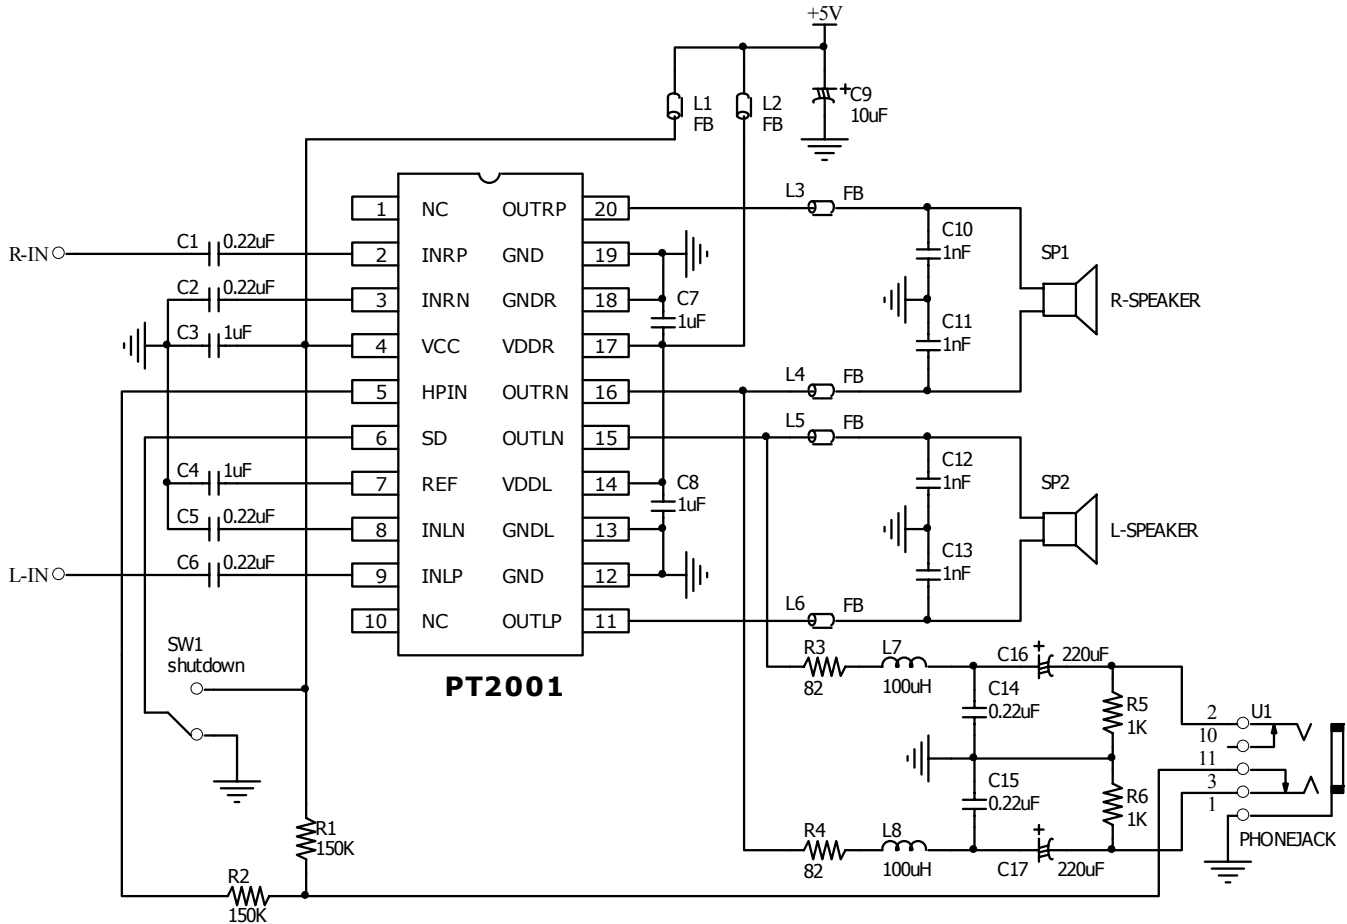 +5V
L1
FB
L2
FB
+
C9
10uF
1 NC OUTRP 20
2 INRP GND 19
3 INRN GNDR 18
4 VCC VDDR 17
5 HPIN OUTRN 16
6 SD OUTLN 15
7 REF VDDL 14
8 INLN GNDL 13
9 INLP GND 12
10 NC OUTLP 11
PT2001
R-IN
C1 0.22uF
C2 0.22uF
C3 1uF
C4 1uF
C5 0.22uF
L-IN
C6 0.22uF
SW1
shutdown
R1
150K
R2
150K
C7
1uF
C8
1uF
L3 FB
C10
1nF
C11
1nF
L4 FB
SP1
R-SPEAKER
L5 FB
C12
1nF
C13
1nF
L6 FB
SP2
L-SPEAKER
R3
82
L7
100uH
C16 + 220uF
C14
0.22uF
R5
1K
C15
0.22uF
R6
1K
R4
82
L8
100uH
+
C17 220uF
2 U1
10
11
3
1
PHONEJACK